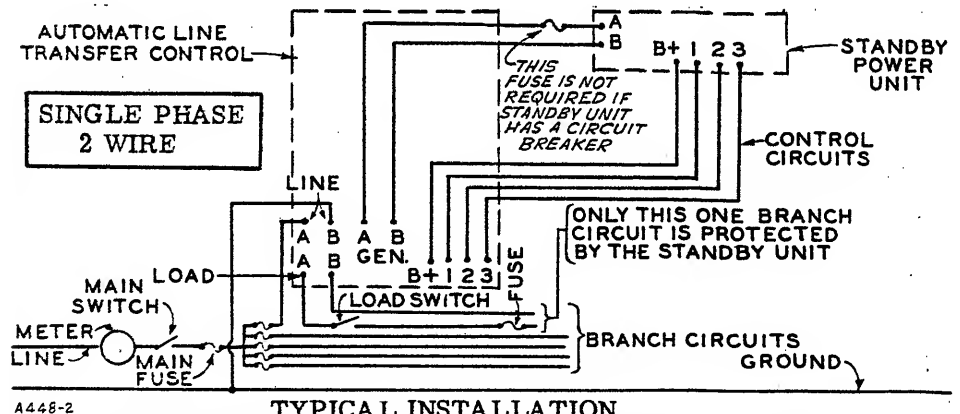 AUTOMATIC LINE
TRANSFER CONTROL
SINGLE PHASE
2 WIRE
A
B
B+ 1 2 3
STANDBY
POWER
UNIT
THIS
FUSE IS NOT
REQUIRED IF
STANDBY UNIT
HAS A CIRCUIT
BREAKER
CONTROL
CIRCUITS
LINE
A B A B
GEN.
A B
B+ 1 2 3
ONLY THIS ONE BRANCH
CIRCUIT IS PROTECTED
BY THE STANDBY UNIT
LOAD
MAIN
SWITCH
LOAD SWITCH
FUSE
METER
LINE
MAIN
FUSE
BRANCH CIRCUITS
GROUND
A448-2
TYPICAL INSTALLATION